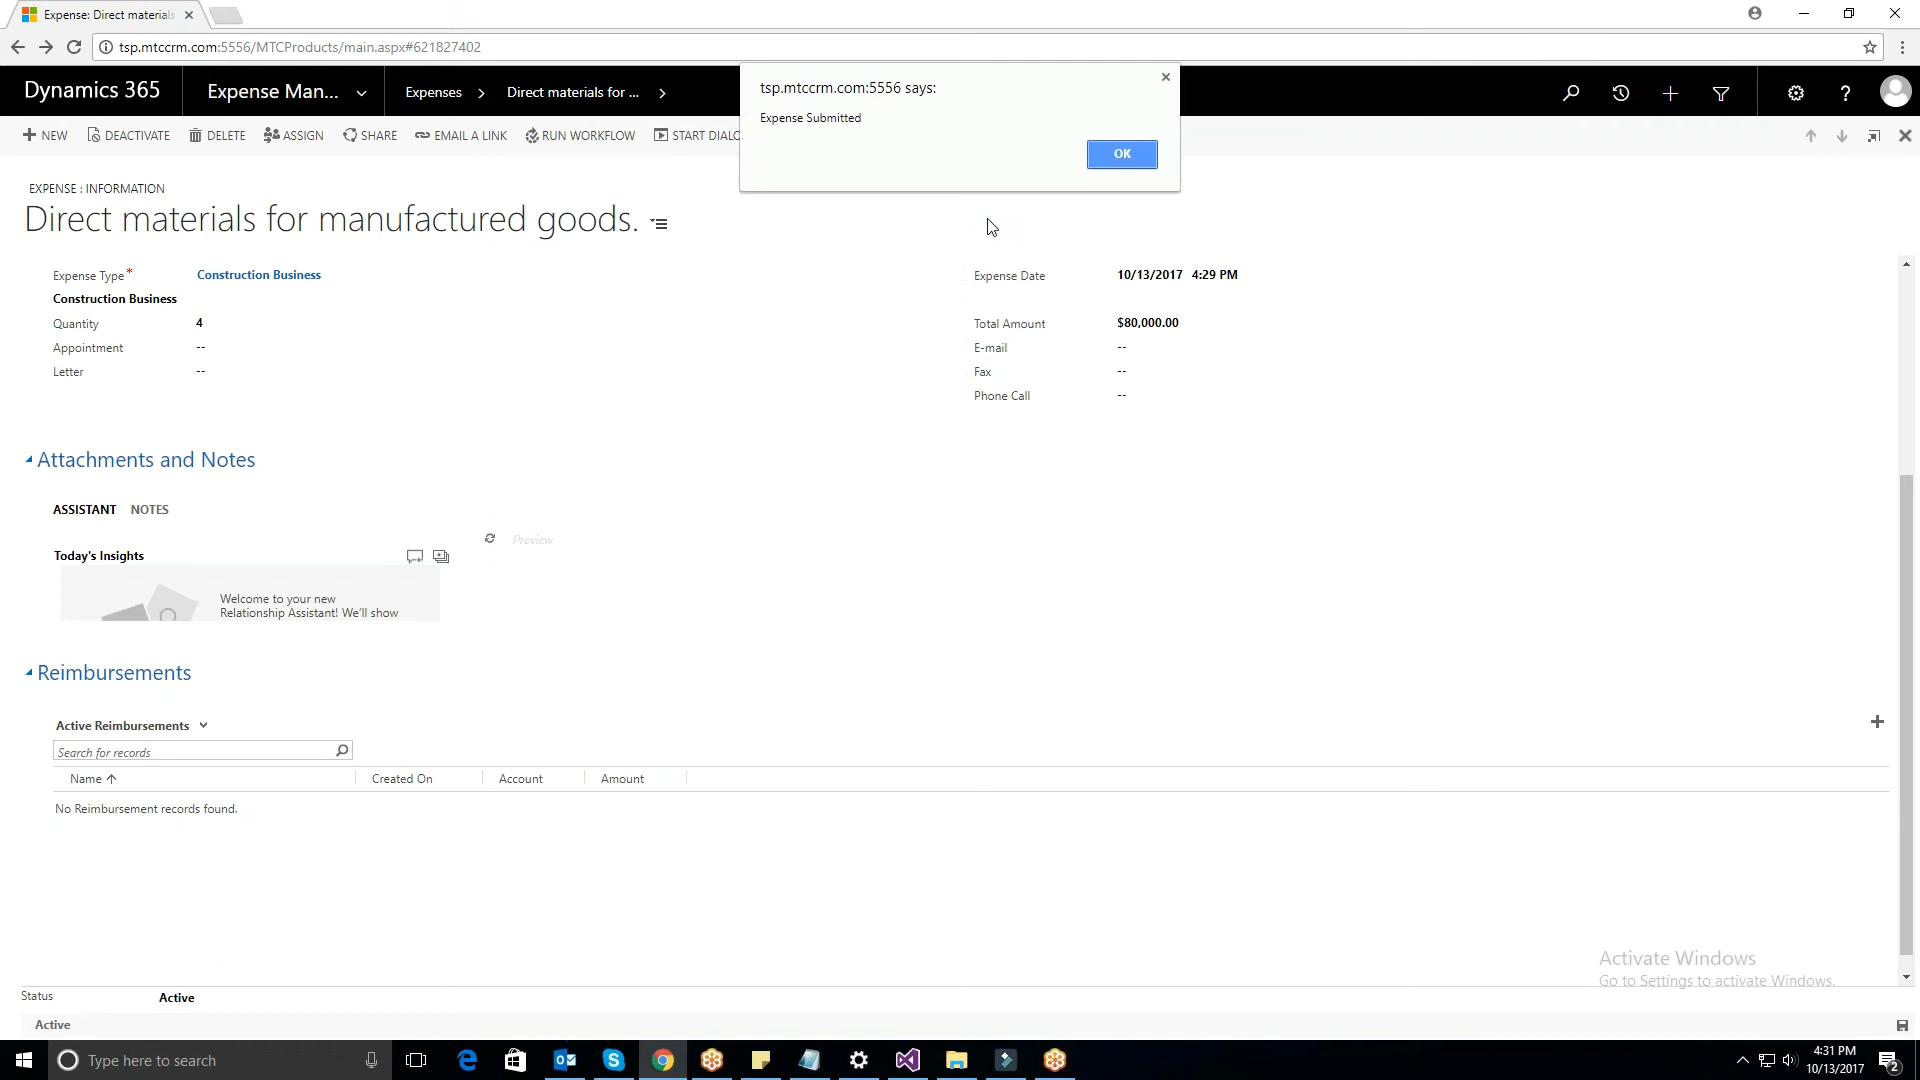 Expense: Direct materials
tsp.mtccrm.com:5556/MTCProducts/main.aspx#621827402
Dynamics 365
Expense Man...
Expenses
Direct materials for ...
tsp.mtccrm.com:5556 says:
Expense Submitted
OK
NEW
DEACTIVATE
DELETE
ASSIGN
SHARE
EMAIL A LINK
RUN WORKFLOW
START DIALO
EXPENSE : INFORMATION
Direct materials for manufactured goods.
Expense Type* Construction Business
Expense Date 10/13/2017 4:29 PM
Construction Business
Quantity 4
Total Amount $80,000.00
Appointment --
E-mail --
Letter --
Fax --
Phone Call --
Attachments and Notes
ASSISTANT NOTES
Preview
Today's Insights
Welcome to your new
Relationship Assistant! We'll show
Reimbursements
Active Reimbursements
Search for records
Name Created On Account Amount
No Reimbursement records found.
Activate Windows
Go to Settings to activate Windows.
Status Active
Active
Type here to search
4:31 PM
10/13/2017
2